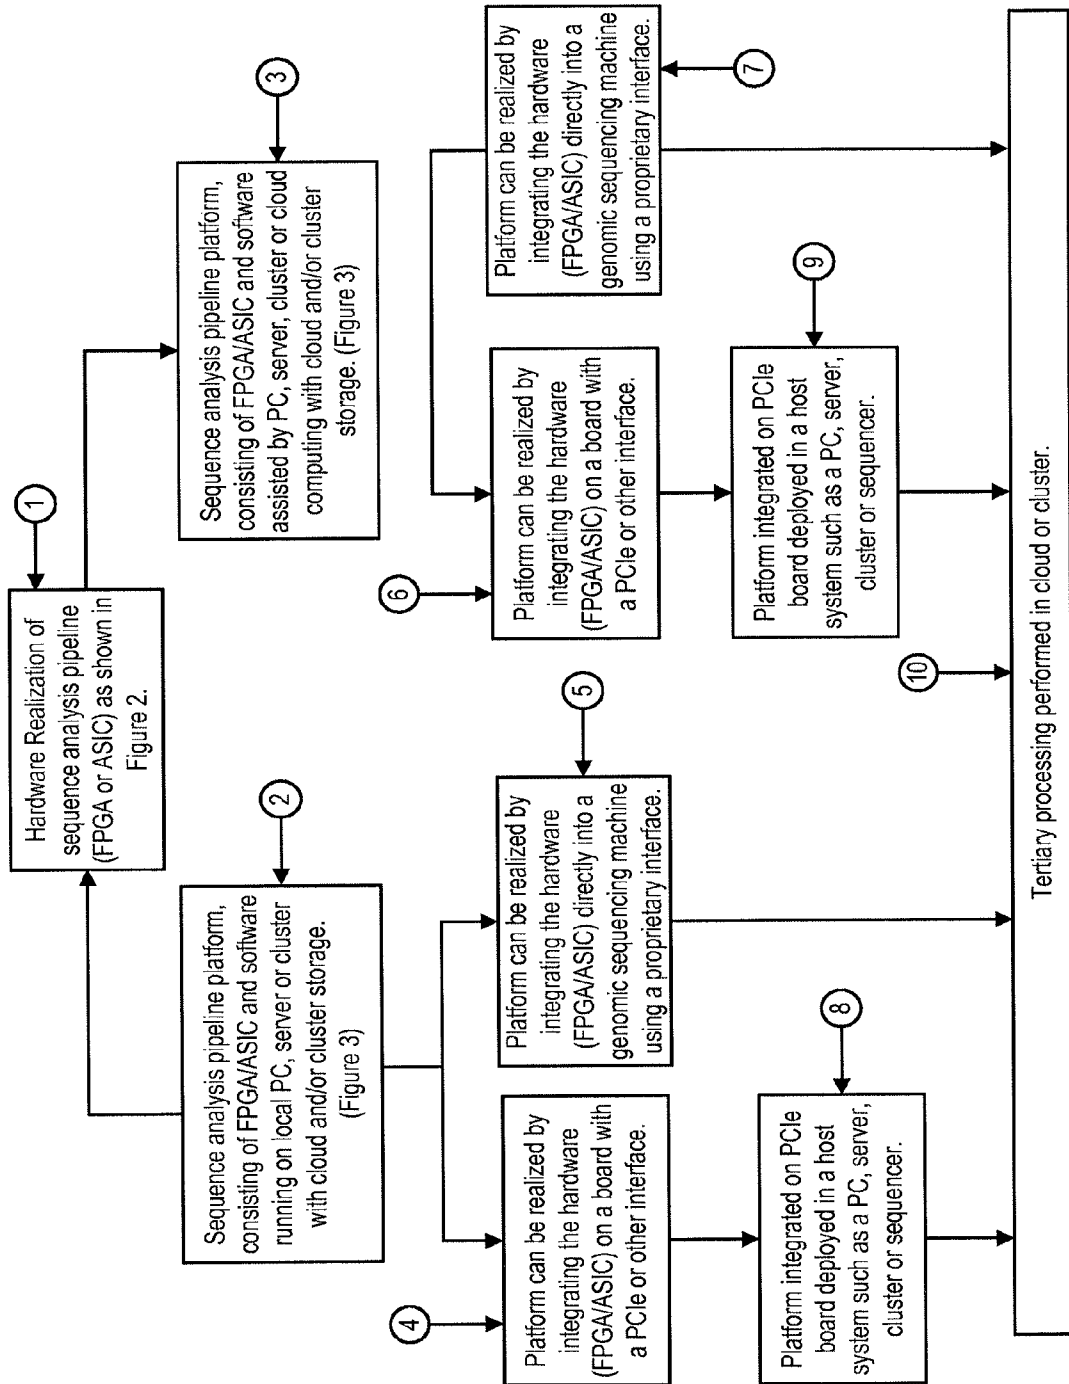 1
Hardware Realization of
sequence analysis pipeline
(FPGA or ASIC) as shown in
Figure 2.
2
Sequence analysis pipeline platform,
consisting of FPGA/ASIC and software
running on local PC, server or cluster
with cloud and/or cluster storage.
(Figure 3)
3
Sequence analysis pipeline platform,
consisting of FPGA/ASIC and software
assisted by PC, server, cluster or cloud
computing with cloud and/or cluster
storage. (Figure 3)
4
Platform can be realized by
integrating the hardware
(FPGA/ASIC) on a board with
a PCIe or other interface.
5
Platform can be realized by
integrating the hardware
(FPGA/ASIC) directly into a
genomic sequencing machine
using a proprietary interface.
6
Platform can be realized by
integrating the hardware
(FPGA/ASIC) on a board with
a PCIe or other interface.
7
Platform can be realized by
integrating the hardware
(FPGA/ASIC) directly into a
genomic sequencing machine
using a proprietary interface.
8
Platform integrated on PCIe
board deployed in a host
system such as a PC, server,
cluster or sequencer.
9
Platform integrated on PCIe
board deployed in a host
system such as a PC, server,
cluster or sequencer.
10
Tertiary processing performed in cloud or cluster.